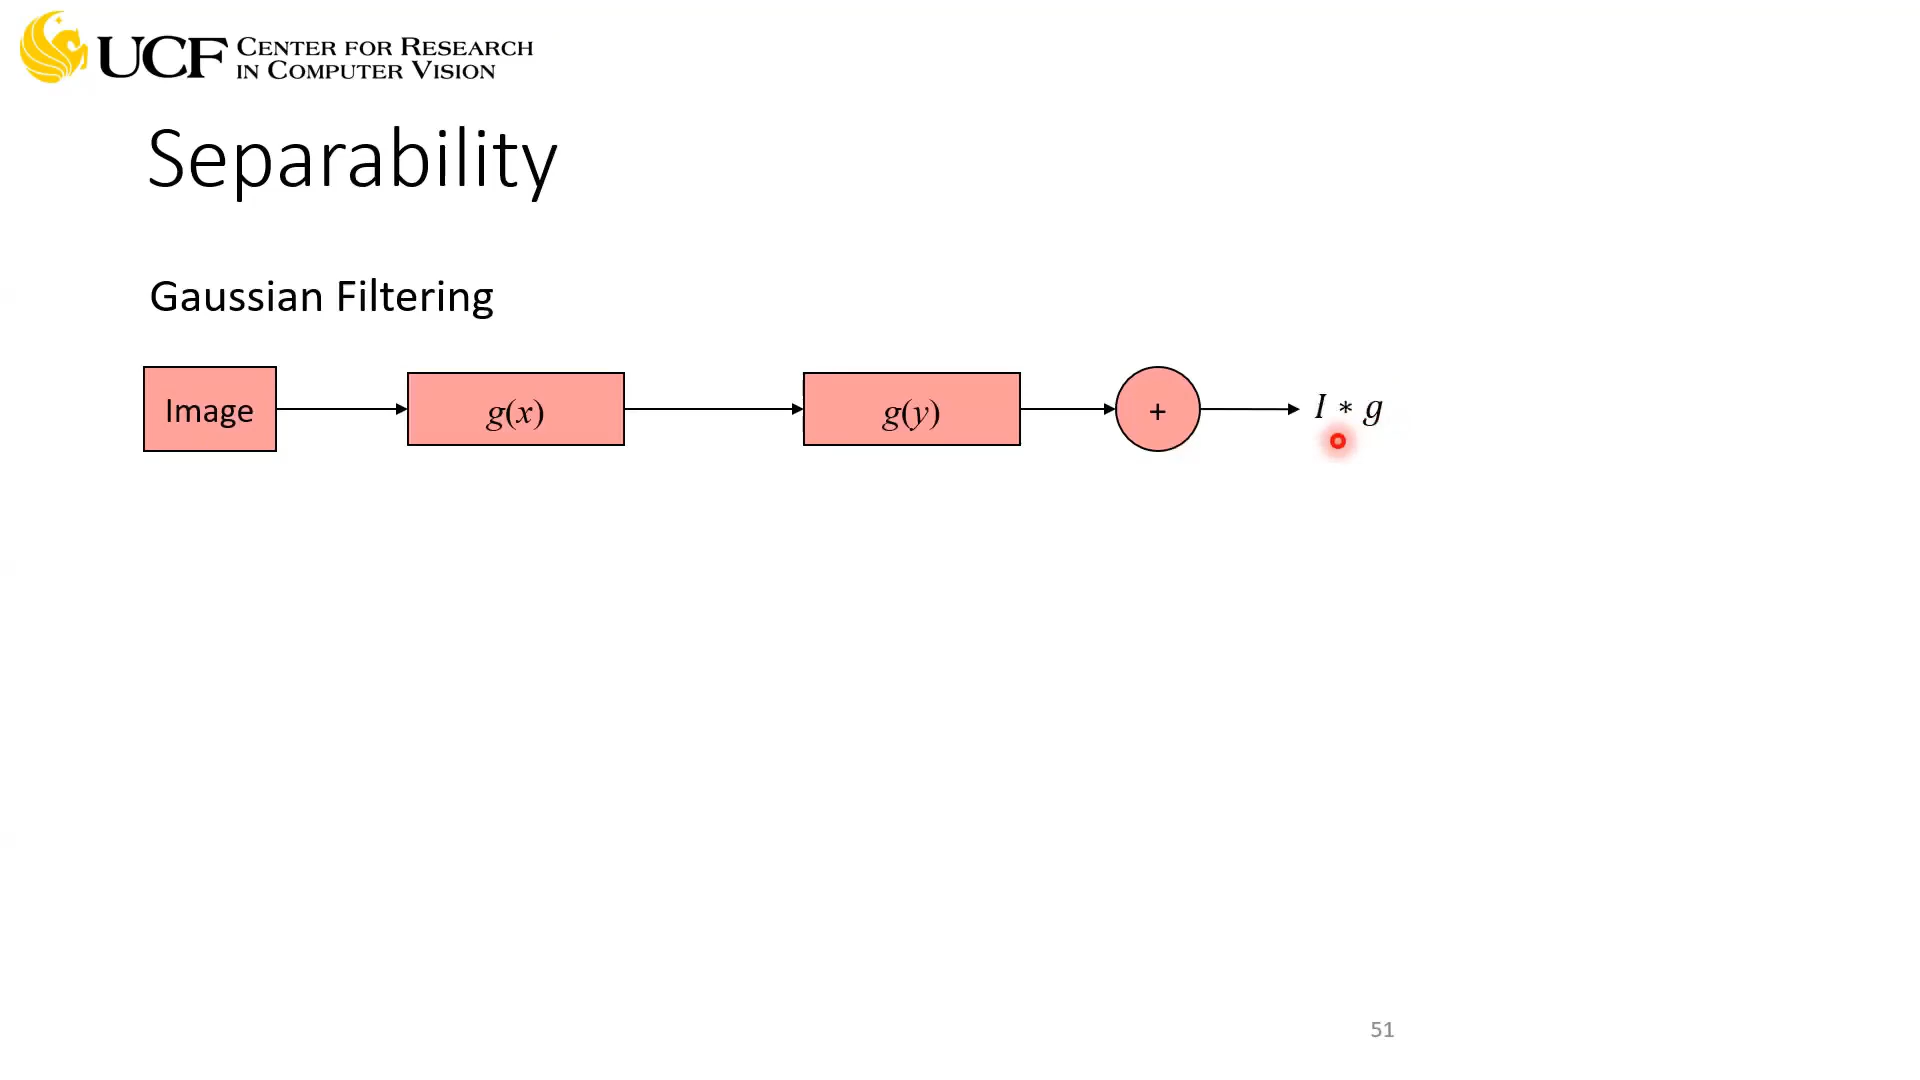 UCF CENTER FOR RESEARCH
IN COMPUTER VISION
Separability
Gaussian Filtering
Image
g(x)
g(y)
+
I ∗ g
51